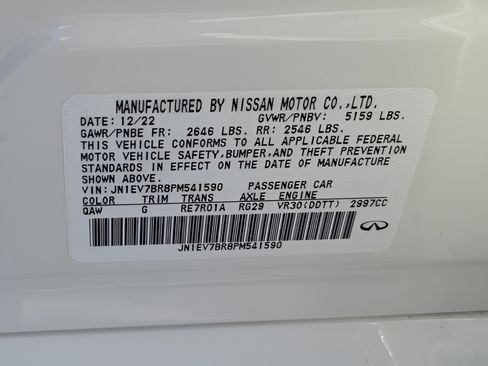 MANUFACTURED BY NISSAN MOTOR CO.,LTD.
DATE: 12/22 GVWR/PNBV: 5159 LBS.
GAWR/PNBE FR: 2646 LBS. RR: 2546 LBS.
THIS VEHICLE CONFORMS TO ALL APPLICABLE FEDERAL
MOTOR VEHICLE SAFETY,BUMPER,AND THEFT PREVENTION
STANDARDS IN EFFECT ON THE DATE OF MANUFACTURE
SHOWN ABOVE.
VIN: JN1EV7BR8PM541590 PASSENGER CAR
COLOR TRIM TRANS AXLE ENGINE
QAW G RE7R01A RG29 VR30(DDTT) 2997CC
JN1EV7BR8PM541590